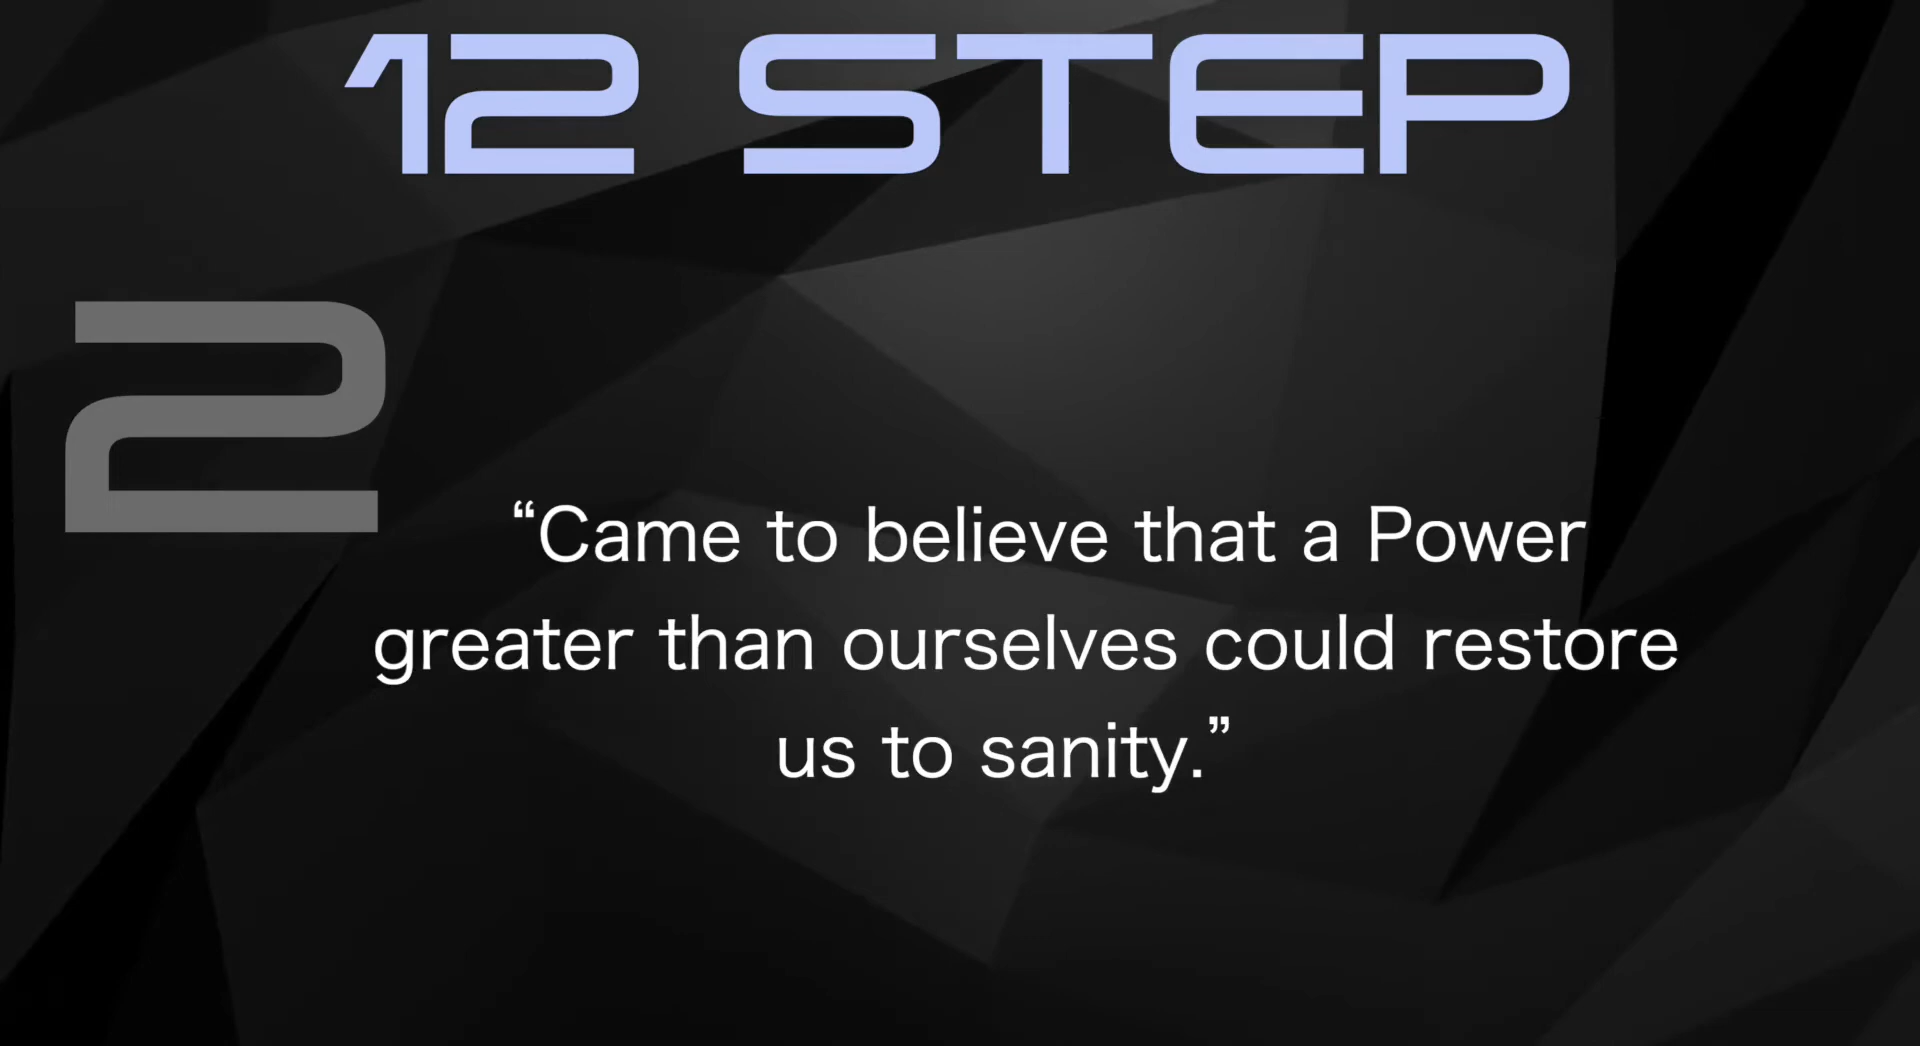 12 STEP
2
“Came to believe that a Power
greater than ourselves could restore
us to sanity.”